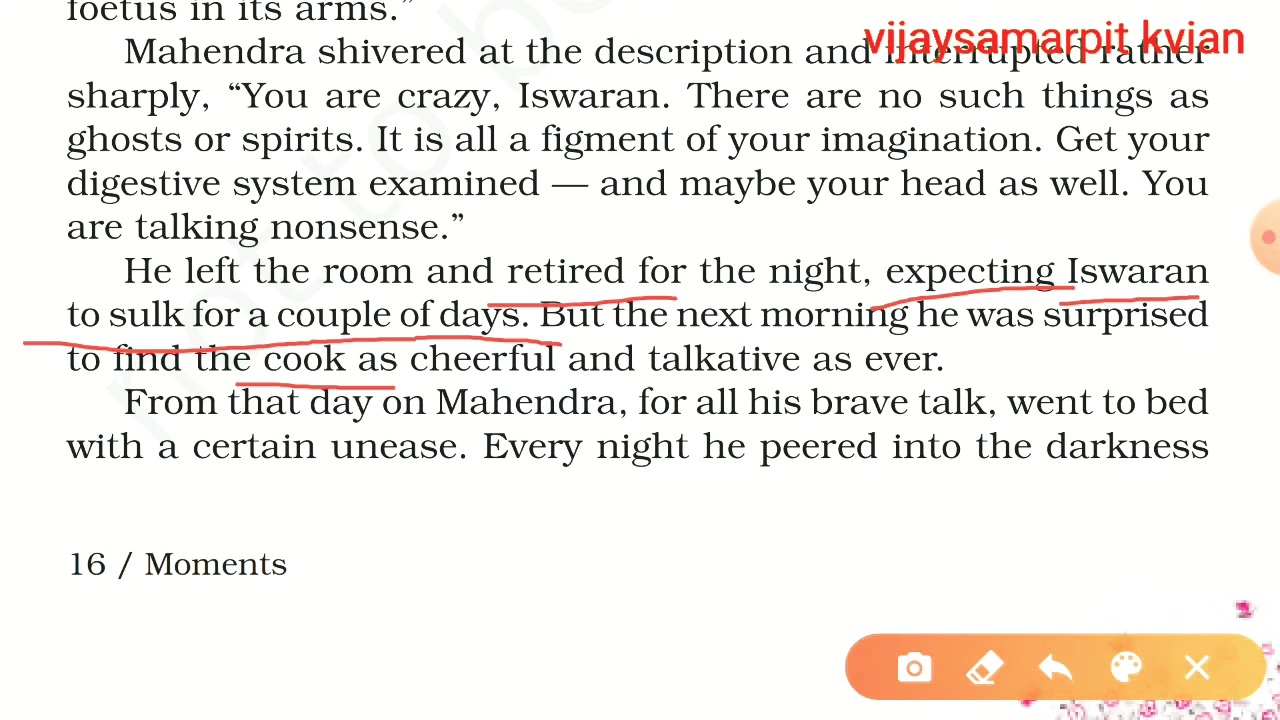 foetus in its arms.”
vijaysamarpit kvian
Mahendra shivered at the description and interrupted rather
sharply, “You are crazy, Iswaran. There are no such things as
ghosts or spirits. It is all a figment of your imagination. Get your
digestive system examined — and maybe your head as well. You
are talking nonsense.”
He left the room and retired for the night, expecting Iswaran
to sulk for a couple of days. But the next morning he was surprised
to find the cook as cheerful and talkative as ever.
From that day on Mahendra, for all his brave talk, went to bed
with a certain unease. Every night he peered into the darkness
16 / Moments